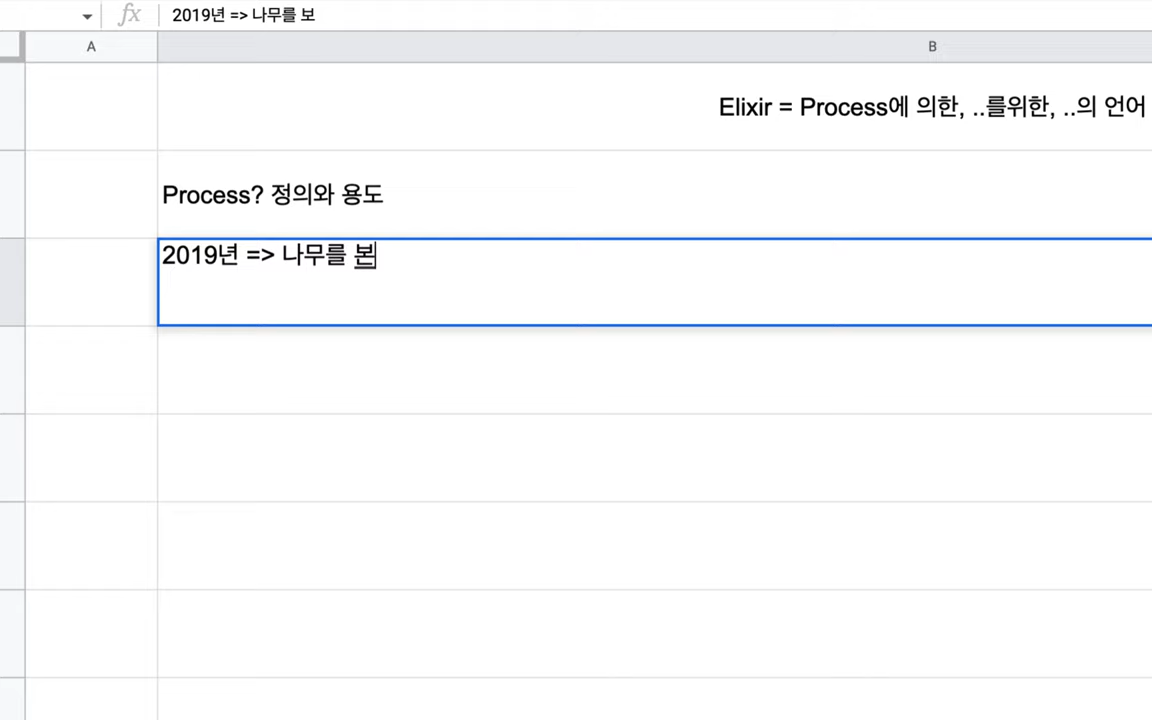 fx 2019년 => 나무를 보
A B
Elixir = Process에 의한, ..를위한, ..의 언어
Process? 정의와 용도
2019년 => 나무를 본